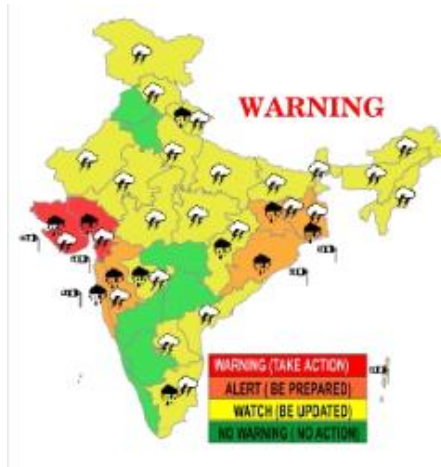 WARNING
WARNING (TAKE ACTION)
ALERT ( BE PREPARED)
WATCH (BE UPDATED)
NO WARNING ( NO ACTION)